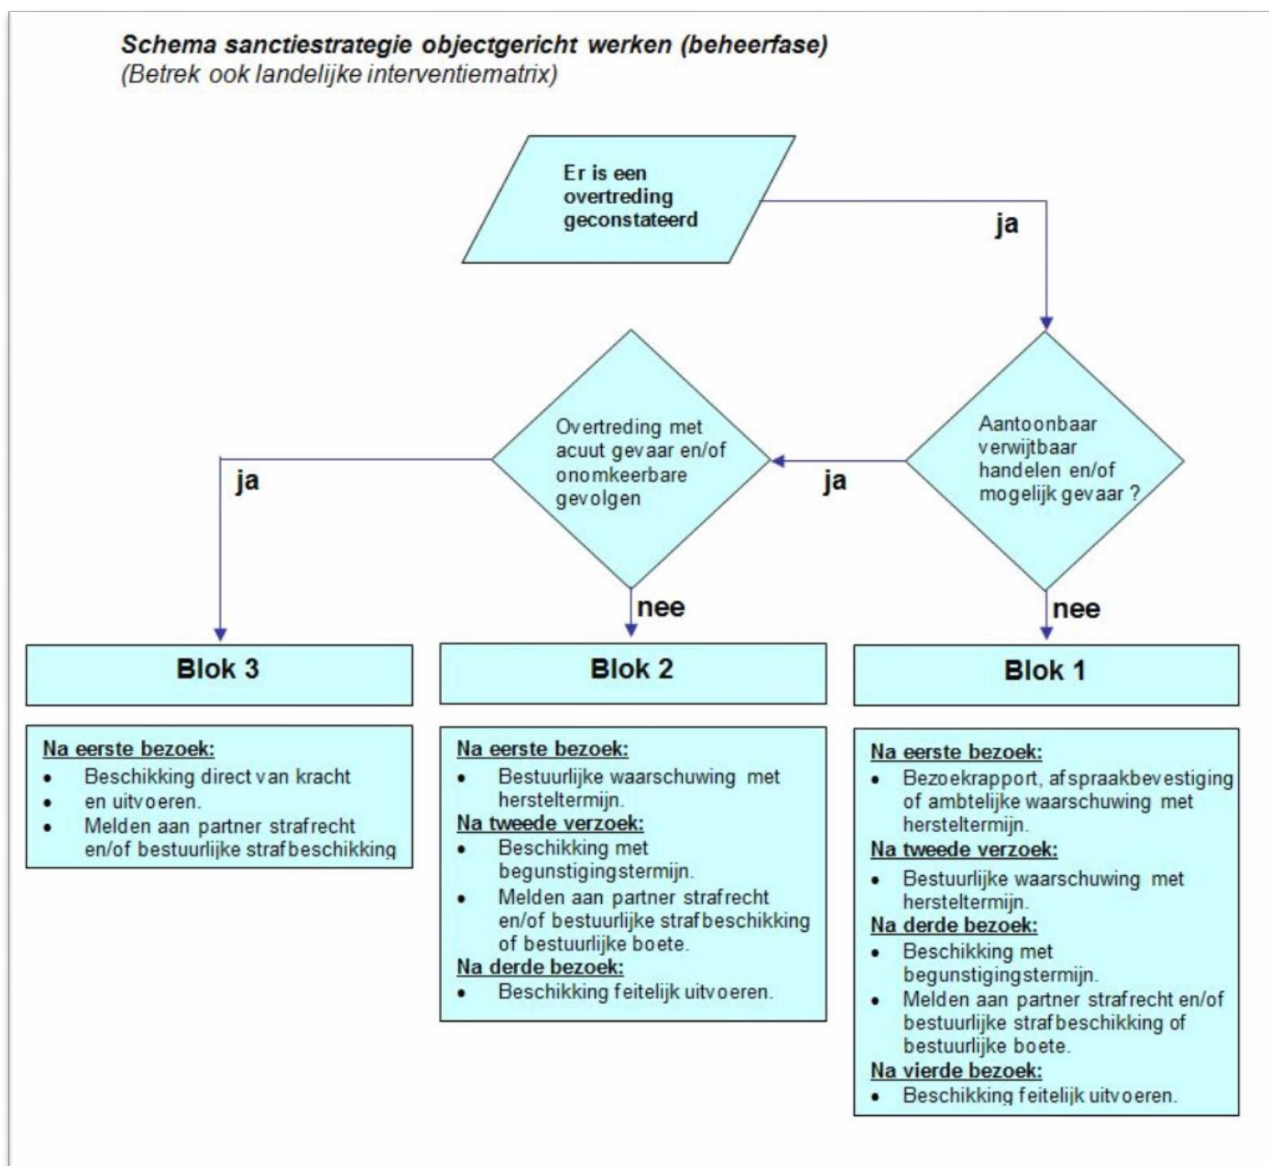 Schema sanctiestrategie objectgericht werken (beheerfase)
(Betrek ook landelijke interventiematrix)
Er is een
overtreding
geconstateerd
ja
Aantoonbaar
verwijtbaar
handelen en/of
mogelijk gevaar ?
ja
Overtreding met
acuut gevaar en/of
onomkeerbare
gevolgen
ja
nee
nee
Blok 3
Na eerste bezoek:
• Beschikking direct van kracht
• en uitvoeren.
• Melden aan partner strafrecht
en/of bestuurlijke strafbeschikking
Blok 2
Na eerste bezoek:
• Bestuurlijke waarschuwing met
hersteltermijn.
Na tweede verzoek:
• Beschikking met
begunstigingstermijn.
• Melden aan partner strafrecht
en/of bestuurlijke strafbeschikking
of bestuurlijke boete.
Na derde bezoek:
• Beschikking feitelijk uitvoeren.
Blok 1
Na eerste bezoek:
• Bezoekrapport, afspraakbevestiging
of ambtelijke waarschuwing met
hersteltermijn.
Na tweede verzoek:
• Bestuurlijke waarschuwing met
hersteltermijn.
Na derde bezoek:
• Beschikking met
begunstigingstermijn.
• Melden aan partner strafrecht en/of
bestuurlijke strafbeschikking of
bestuurlijke boete.
Na vierde bezoek:
• Beschikking feitelijk uitvoeren.